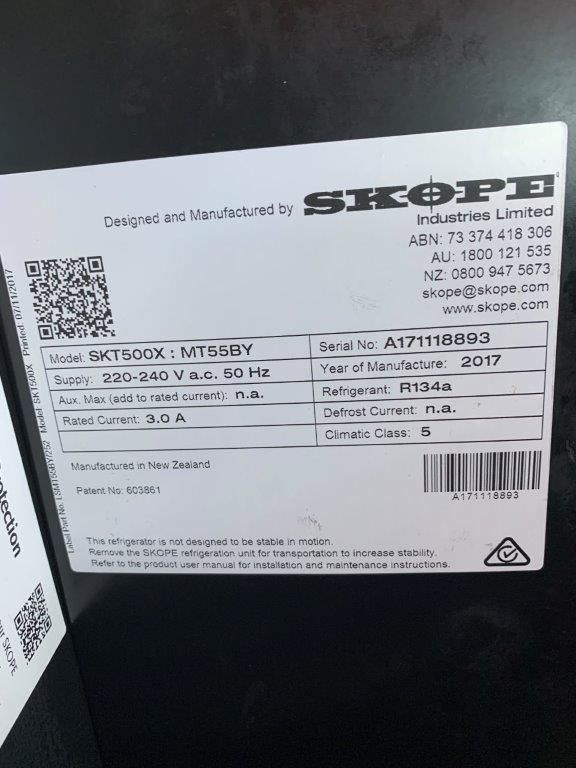 Designed and Manufactured by SKOPE
Industries Limited
ABN: 73 374 418 306
AU: 1800 121 535
NZ: 0800 947 5673
skope@skope.com
www.skope.com
Model: SKT500X : MT55BY
Serial No: A171118893
Supply: 220-240 V a.c. 50 Hz
Year of Manufacture: 2017
Aux. Max (add to rated current): n.a.
Refrigerant: R134a
Rated Current: 3.0 A
Defrost Current: n.a.
Climatic Class: 5
Manufactured in New Zealand
Patent No: 603861
A171118893
This refrigerator is not designed to be stable in motion.
Remove the SKOPE refrigeration unit for transportation to increase stability.
Refer to the product user manual for installation and maintenance instructions.
Label Part No: LSMT55BY/252 Model: SKT500X Printed: 07/11/2017
SKOPE